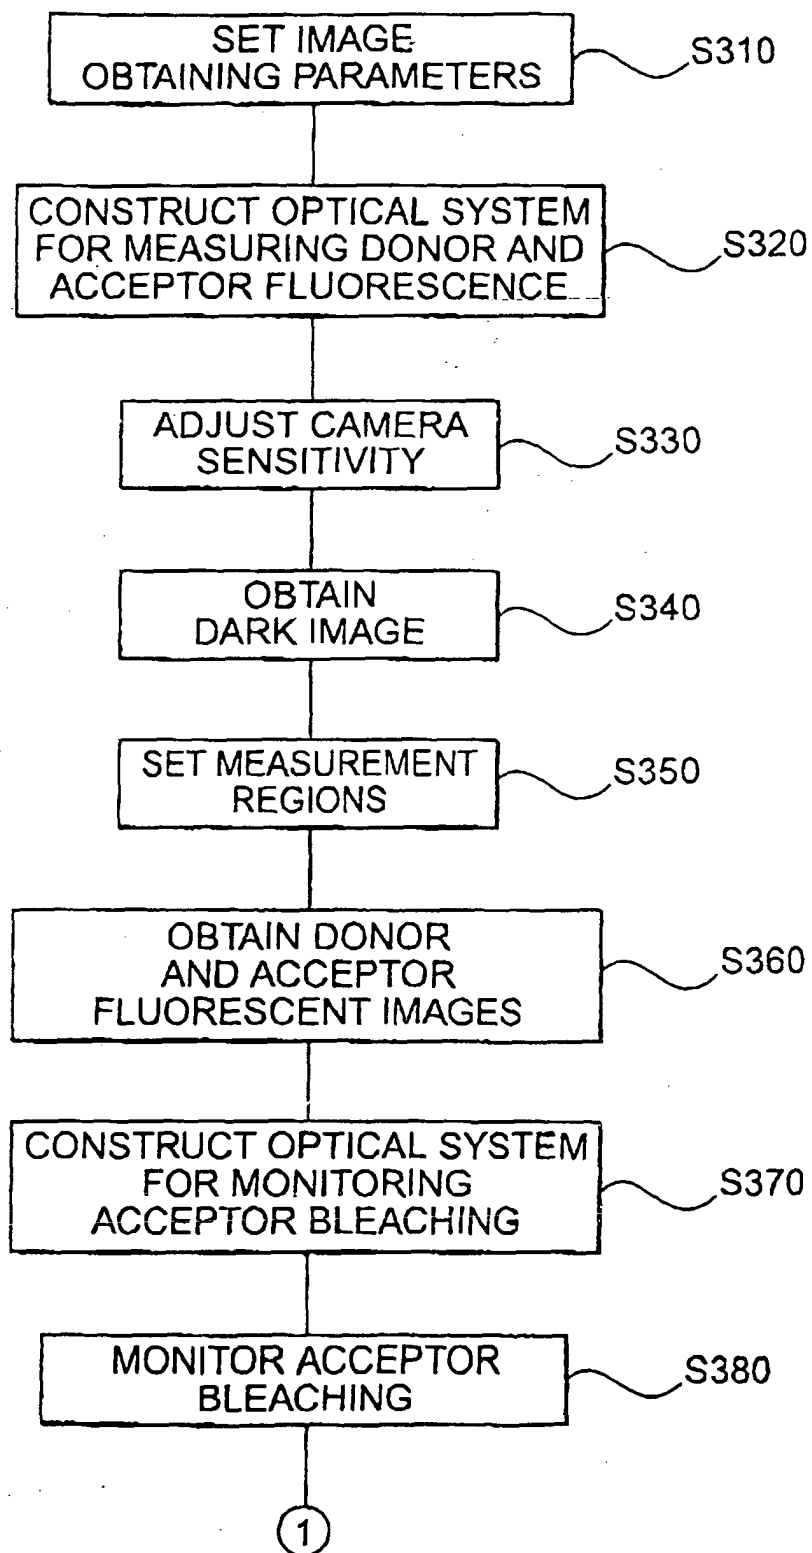 SET IMAGE
OBTAINING PARAMETERS
S310
CONSTRUCT OPTICAL SYSTEM
FOR MEASURING DONOR AND
ACCEPTOR FLUORESCENCE
S320
ADJUST CAMERA
SENSITIVITY
S330
OBTAIN
DARK IMAGE
S340
SET MEASUREMENT
REGIONS
S350
OBTAIN DONOR
AND ACCEPTOR
FLUORESCENT IMAGES
S360
CONSTRUCT OPTICAL SYSTEM
FOR MONITORING
ACCEPTOR BLEACHING
S370
MONITOR ACCEPTOR
BLEACHING
S380
1